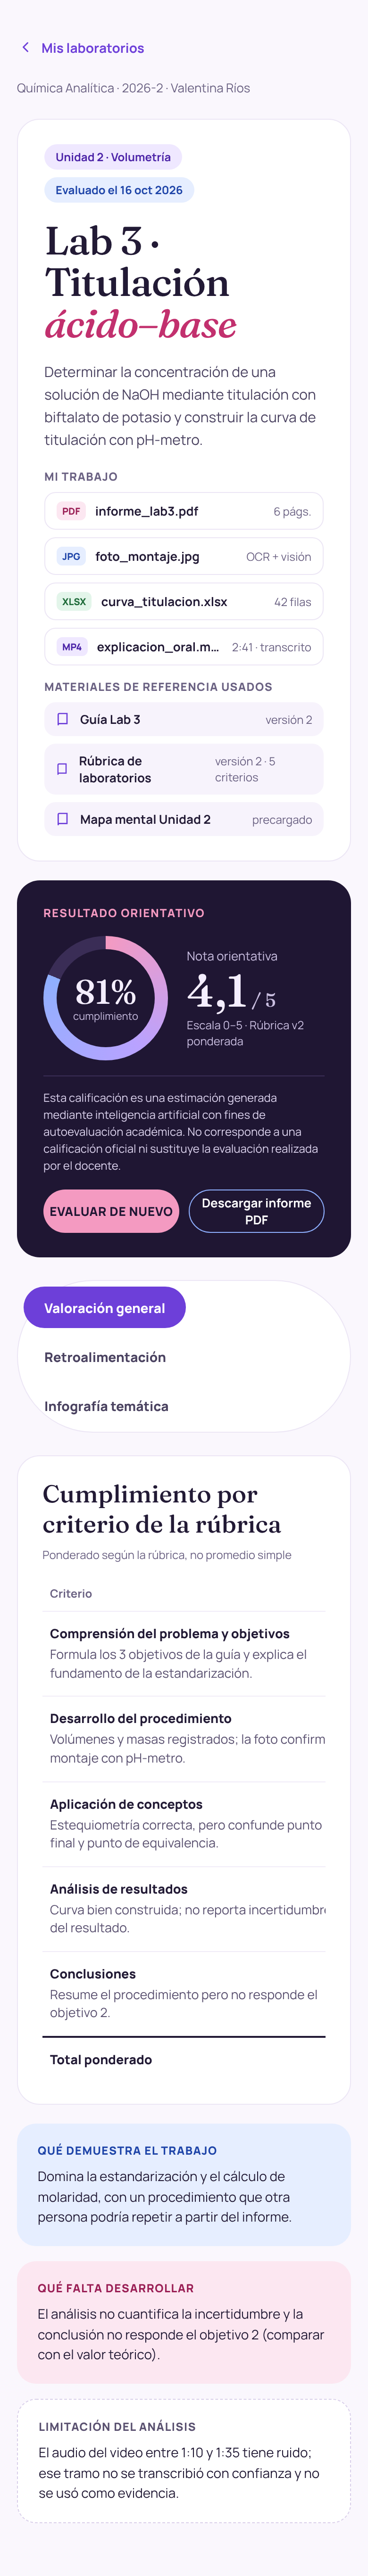 Mis laboratorios
Química Analítica · 2026-2 · Valentina Ríos
Unidad 2 · Volumetría
Evaluado el 16 oct 2026
Lab 3 ·
Titulación
ácido–base
Determinar la concentración de una
solución de NaOH mediante titulación con
biftalato de potasio y construir la curva de
titulación con pH-metro.
MI TRABAJO
PDF informe_lab3.pdf 6 págs.
JPG foto_montaje.jpg OCR + visión
XLSX curva_titulacion.xlsx 42 filas
MP4 explicacion_oral.m... 2:41 · transcrito
MATERIALES DE REFERENCIA USADOS
Guía Lab 3 versión 2
Rúbrica de laboratorios
versión 2 · 5 criterios
Mapa mental Unidad 2 precargado
RESULTADO ORIENTATIVO
81%
cumplimiento
Nota orientativa
4,1 / 5
Escala 0–5 · Rúbrica v2
ponderada
Esta calificación es una estimación generada
mediante inteligencia artificial con fines de
autoevaluación académica. No corresponde a una
calificación oficial ni sustituye la evaluación realizada
por el docente.
EVALUAR DE NUEVO
Descargar informe
PDF
Valoración general
Retroalimentación
Infografía temática
Cumplimiento por
criterio de la rúbrica
Ponderado según la rúbrica, no promedio simple
Criterio
Comprensión del problema y objetivos
Formula los 3 objetivos de la guía y explica el
fundamento de la estandarización.
Desarrollo del procedimiento
Volúmenes y masas registrados; la foto confirm
montaje con pH-metro.
Aplicación de conceptos
Estequiometría correcta, pero confunde punto
final y punto de equivalencia.
Análisis de resultados
Curva bien construida; no reporta incertidumbre
del resultado.
Conclusiones
Resume el procedimiento pero no responde el
objetivo 2.
Total ponderado
QUÉ DEMUESTRA EL TRABAJO
Domina la estandarización y el cálculo de
molaridad, con un procedimiento que otra
persona podría repetir a partir del informe.
QUÉ FALTA DESARROLLAR
El análisis no cuantifica la incertidumbre y la
conclusión no responde el objetivo 2 (comparar
con el valor teórico).
LIMITACIÓN DEL ANÁLISIS
El audio del video entre 1:10 y 1:35 tiene ruido;
ese tramo no se transcribió con confianza y no
se usó como evidencia.